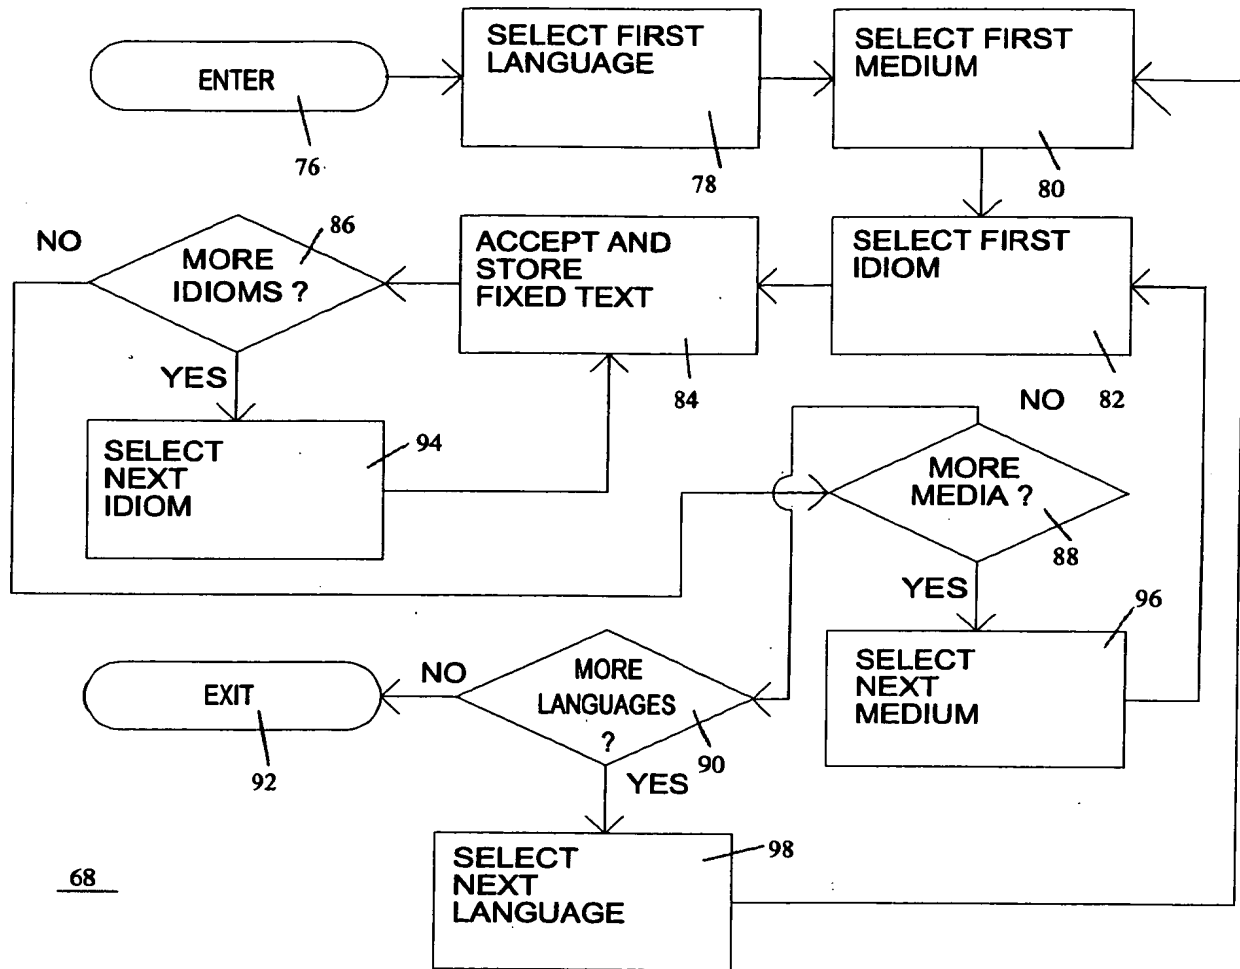 ENTER
76
SELECT FIRST
LANGUAGE
78
SELECT FIRST
MEDIUM
80
NO
86
MORE
IDIOMS ?
YES
ACCEPT AND
STORE
FIXED TEXT
84
SELECT FIRST
IDIOM
82
SELECT
NEXT
IDIOM
94
NO
MORE
MEDIA ?
88
YES
96
SELECT
NEXT
MEDIUM
EXIT
92
NO
MORE
LANGUAGES
?
90
YES
SELECT
NEXT
LANGUAGE
98
68